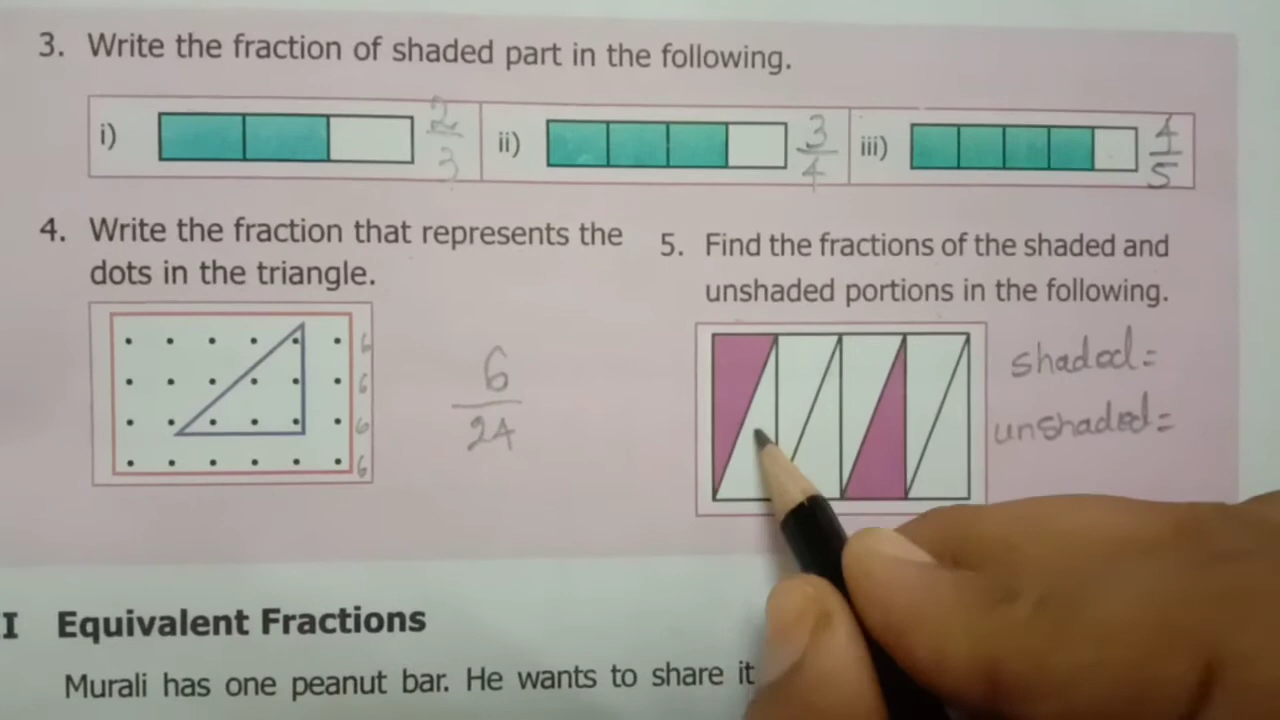 3. Write the fraction of shaded part in the following.
i) 2/3 ii) 3/4 iii) 4/5
4. Write the fraction that represents the
dots in the triangle.
5. Find the fractions of the shaded and
unshaded portions in the following.
6
6
6
6
6/24
shaded =
unshaded =
I Equivalent Fractions
Murali has one peanut bar. He wants to share it